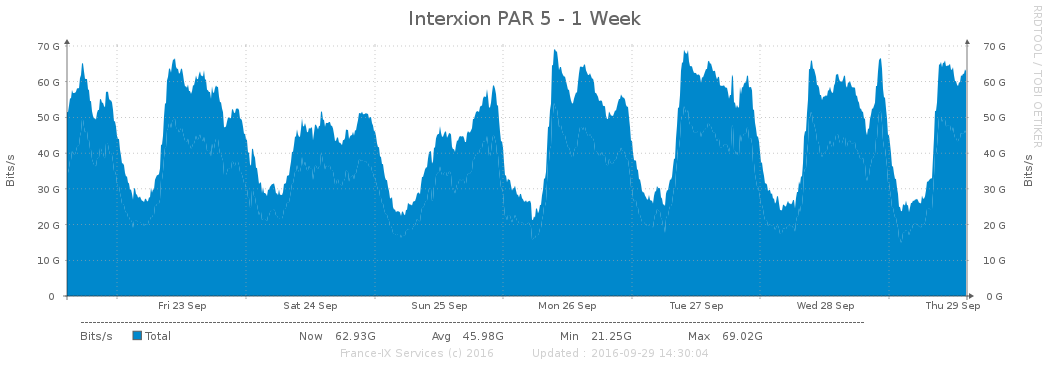 Interxion PAR 5 - 1 Week
RRDTOOL / TOBI OETIKER
Bits/s
70 G
60 G
50 G
40 G
30 G
20 G
10 G
0
70 G
60 G
50 G
40 G
30 G
20 G
10 G
0 G
Bits/s
Fri 23 Sep Sat 24 Sep Sun 25 Sep Mon 26 Sep Tue 27 Sep Wed 28 Sep Thu 29 Sep
Bits/s Total Now 62.93G Avg 45.98G Min 21.25G Max 69.02G
France-IX Services (c) 2016 Updated : 2016-09-29 14:30:04